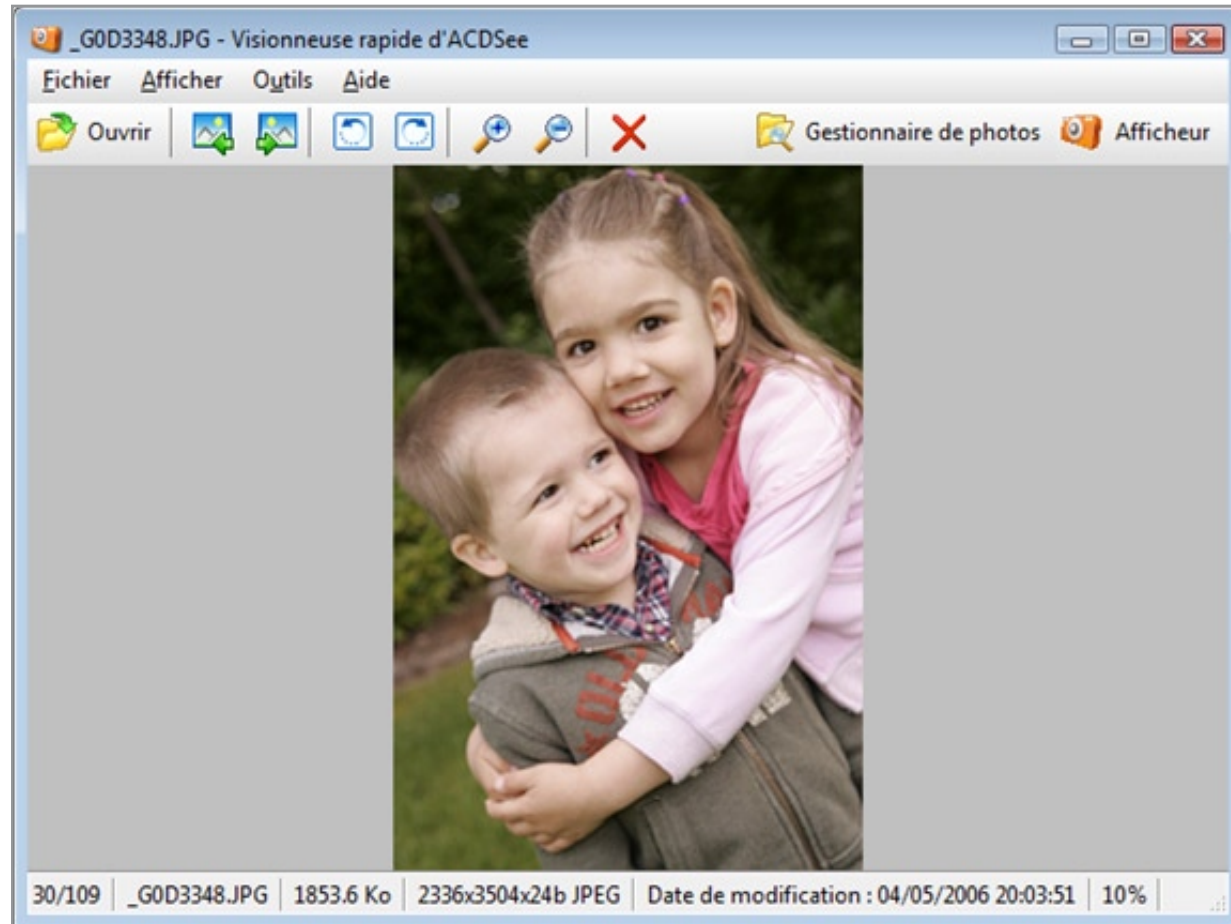 _G0D3348.JPG - Visionneuse rapide d'ACDSee
Fichier Afficher Outils Aide
Ouvrir Gestionnaire de photos Afficheur
30/109 _G0D3348.JPG 1853.6 Ko 2336x3504x24b JPEG Date de modification : 04/05/2006 20:03:51 10%